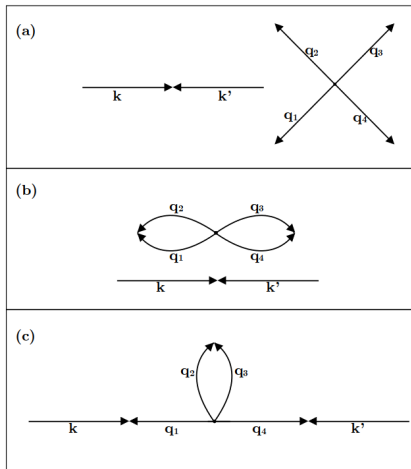 (a)
q₂ q₃
k k'
q₁ q₄
(b)
q₂ q₃
q₁ q₄
k k'
(c)
q₂ q₃
k q₁ q₄ k'